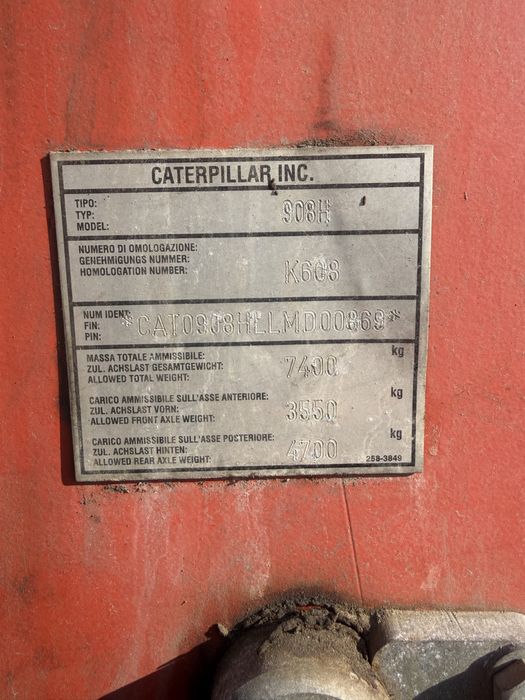 CATERPILLAR INC.
TIPO:
TYP: 908H
MODEL:
NUMERO DI OMOLOGAZIONE:
GENEHMIGUNGS NUMMER:
HOMOLOGATION NUMBER: K608
NUM IDENT.
FIN: *CAT0908HLLMD00869*
PIN:
MASSA TOTALE AMMISSIBILE: kg
ZUL. ACHSLAST GESAMTGEWICHT: 7400
ALLOWED TOTAL WEIGHT:
CARICO AMMISSIBILE SULL'ASSE ANTERIORE: kg
ZUL. ACHSLAST VORN: 3550
ALLOWED FRONT AXLE WEIGHT:
CARICO AMMISSIBILE SULL'ASSE POSTERIORE: kg
ZUL. ACHSLAST HINTEN: 4700
ALLOWED REAR AXLE WEIGHT: 258-3849